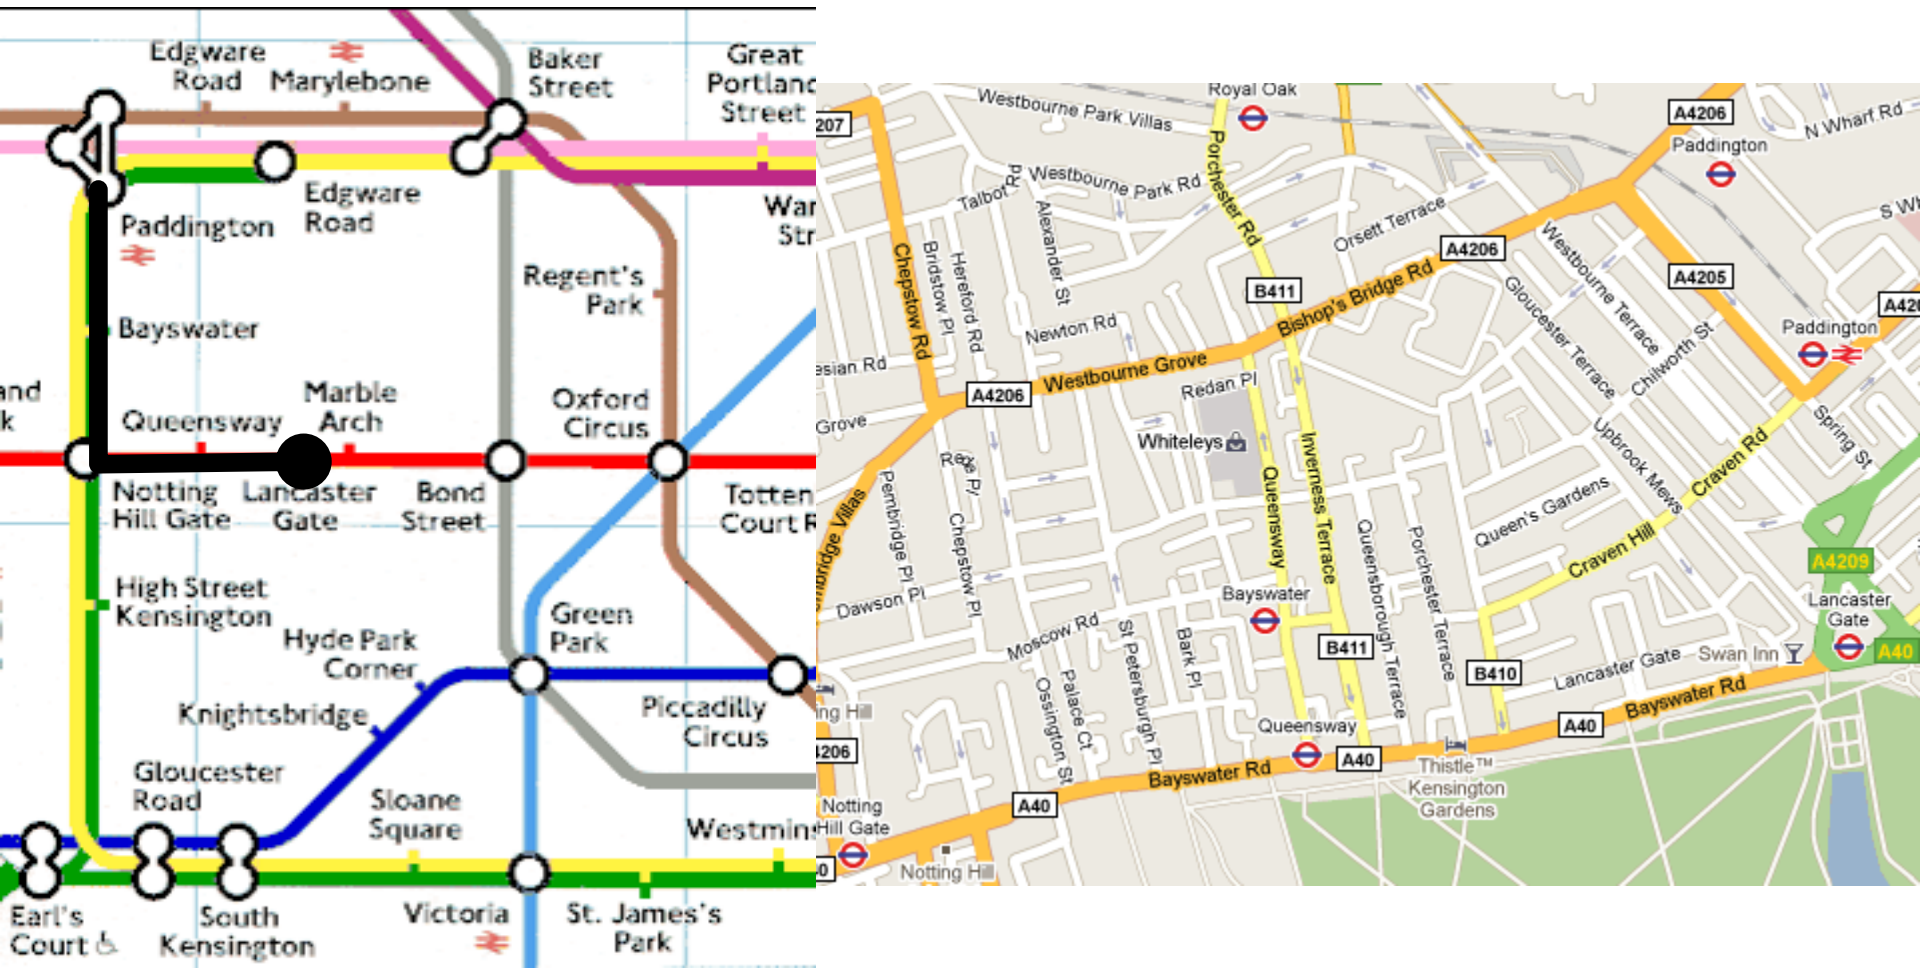 Edgware
Road
Marylebone
Baker
Street
Great
Portland
Street
Edgware
Road
Paddington
Regent's
Park
Bayswater
Queensway
Marble
Arch
Oxford
Circus
Notting
Hill Gate
Lancaster
Gate
Bond
Street
Totten
Court R
High Street
Kensington
Hyde Park
Corner
Green
Park
Knightsbridge
Piccadilly
Circus
Gloucester
Road
Sloane
Square
Westmins
Earl's
Court
South
Kensington
Victoria
St. James's
Park
Royal Oak
Westbourne Park Villas
207
A4206
Paddington
N Wharf Rd
Porchester Rd
Westbourne Park Rd
Talbot Rd
Alexander St
Orsett Terrace
A4206
A4205
Chepstow Rd
Bridstow Pl
Hereford Rd
B411
Bishop's Bridge Rd
Westbourne Terrace
Gloucester Terrace
Chilworth St
Newton Rd
Paddington
esian Rd
A4206
Westbourne Grove
Redan Pl
Grove
Whiteleys
Inverness Terrace
Queensway
Upbrook Mews
Craven Rd
Spring St
Pembridge Pl
Chepstow Pl
Queen's Gardens
Craven Hill
Queensborough Terrace
Porchester Terrace
A4209
Dawson Pl
Bayswater
Lancaster
Gate
Moscow Rd
St Petersburgh Pl
Bark Pl
B411
B410
Lancaster Gate
Swan Inn
A40
Palace Ct
Ossington St
Queensway
Bayswater Rd
A40
A40
Bayswater Rd
Thistle™
Kensington
Gardens
A40
Notting
Hill Gate
Notting Hill